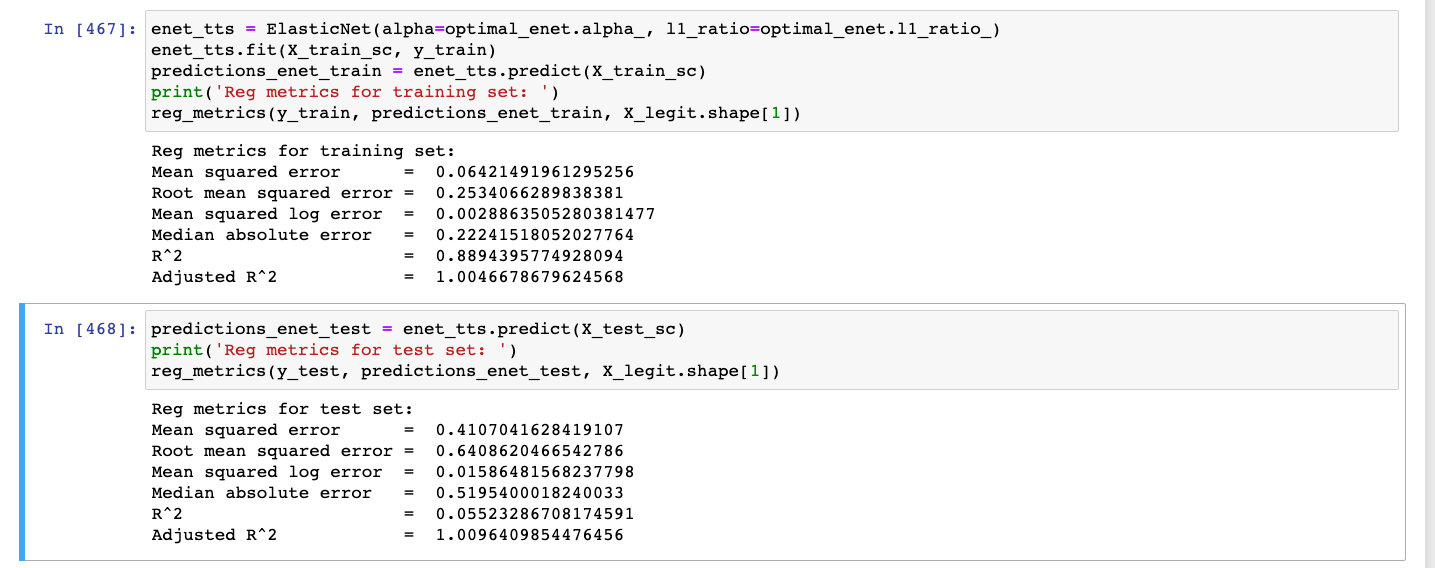 In [467]: enet_tts = ElasticNet(alpha=optimal_enet.alpha_, l1_ratio=optimal_enet.l1_ratio_)
enet_tts.fit(X_train_sc, y_train)
predictions_enet_train = enet_tts.predict(X_train_sc)
print('Reg metrics for training set: ')
reg_metrics(y_train, predictions_enet_train, X_legit.shape[1])
Reg metrics for training set:
Mean squared error      =  0.06421491961295256
Root mean squared error =  0.2534066289838381
Mean squared log error  =  0.0028863505280381477
Median absolute error   =  0.22241518052027764
R^2                     =  0.8894395774928094
Adjusted R^2            =  1.0046678679624568
In [468]: predictions_enet_test = enet_tts.predict(X_test_sc)
print('Reg metrics for test set: ')
reg_metrics(y_test, predictions_enet_test, X_legit.shape[1])
Reg metrics for test set:
Mean squared error      =  0.4107041628419107
Root mean squared error =  0.6408620466542786
Mean squared log error  =  0.01586481568237798
Median absolute error   =  0.5195400018240033
R^2                     =  0.05523286708174591
Adjusted R^2            =  1.0096409854476456